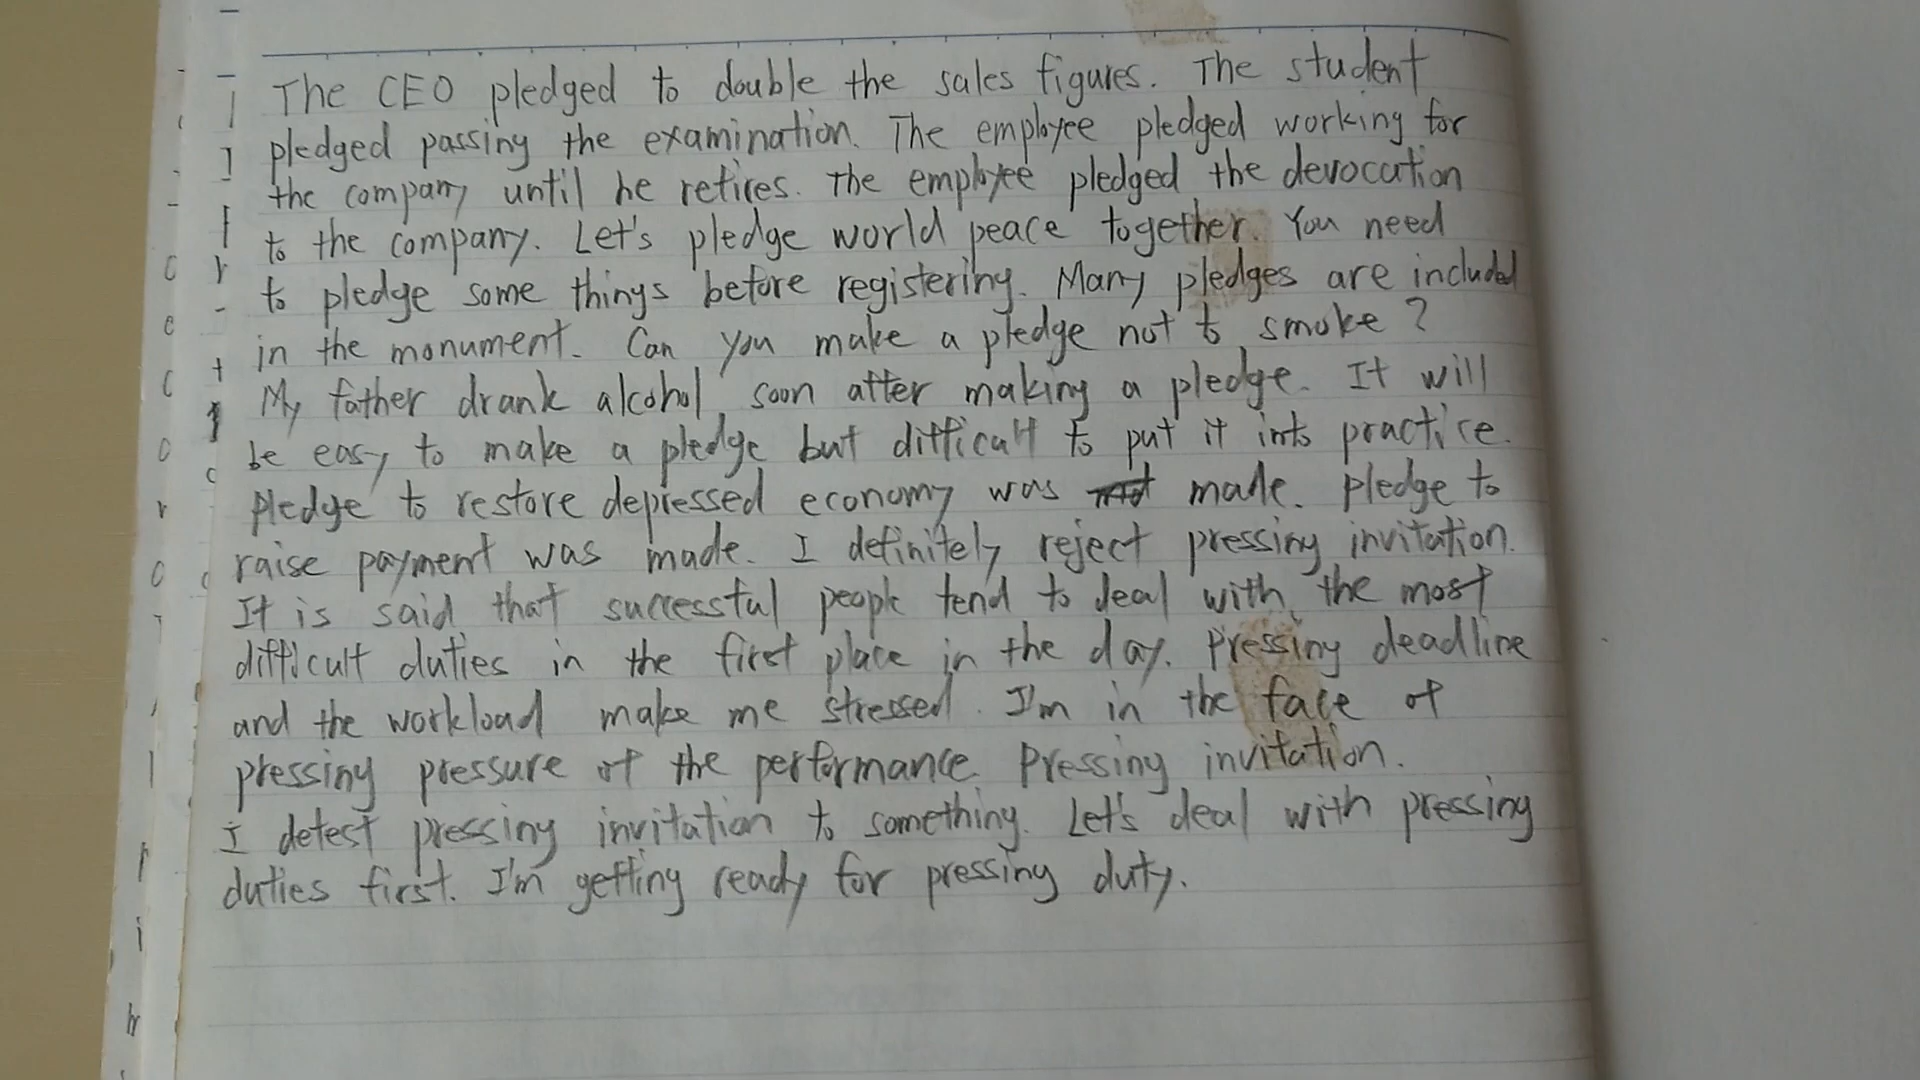 The CEO pledged to double the sales figures. The student
pledged passing the examination. The employee pledged working for
the company until he retires. The employee pledged the devocation
to the company. Let's pledge world peace together. You need
to pledge some things before registering. Many pledges are included
in the monument. Can you make a pledge not to smoke?
My father drank alcohol soon after making a pledge. It will
be easy to make a pledge but difficult to put it into practice.
Pledge to restore depressed economy was made. Pledge to
raise payment was made. I definitely reject pressing invitation.
It is said that successful people tend to deal with the most
difficult duties in the first place in the day. Pressing deadline
and the workload make me stressed. I'm in the face of
pressing pressure of the performance. Pressing invitation.
I detest pressing invitation to something. Let's deal with pressing
duties first. I'm getting ready for pressing duty.